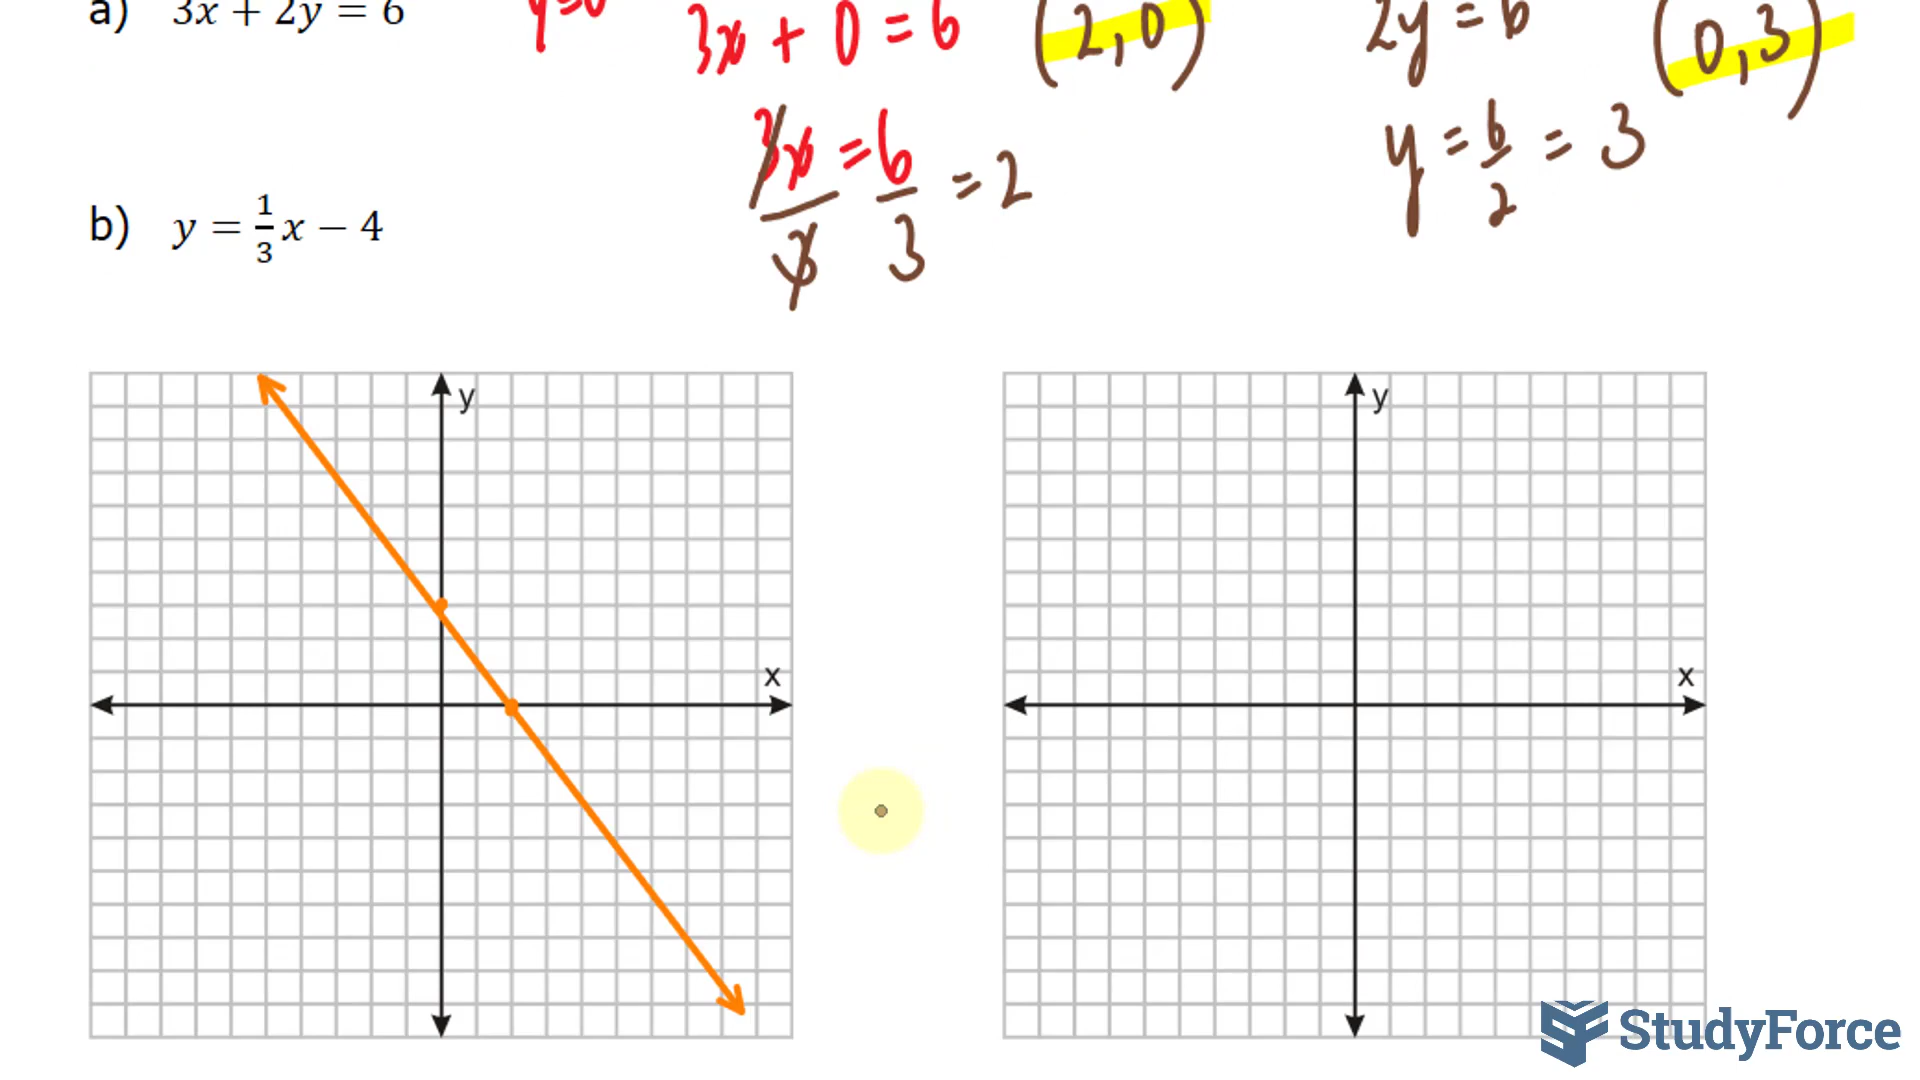 a) 3x + 2y = 6
y=0
3x + 0 = 6
(2,0)
2y = 6
(0,3)
3x/3 = 6/3 = 2
y = 6/2 = 3
b) y = 1/3 x − 4
y
x
y
x
StudyForce